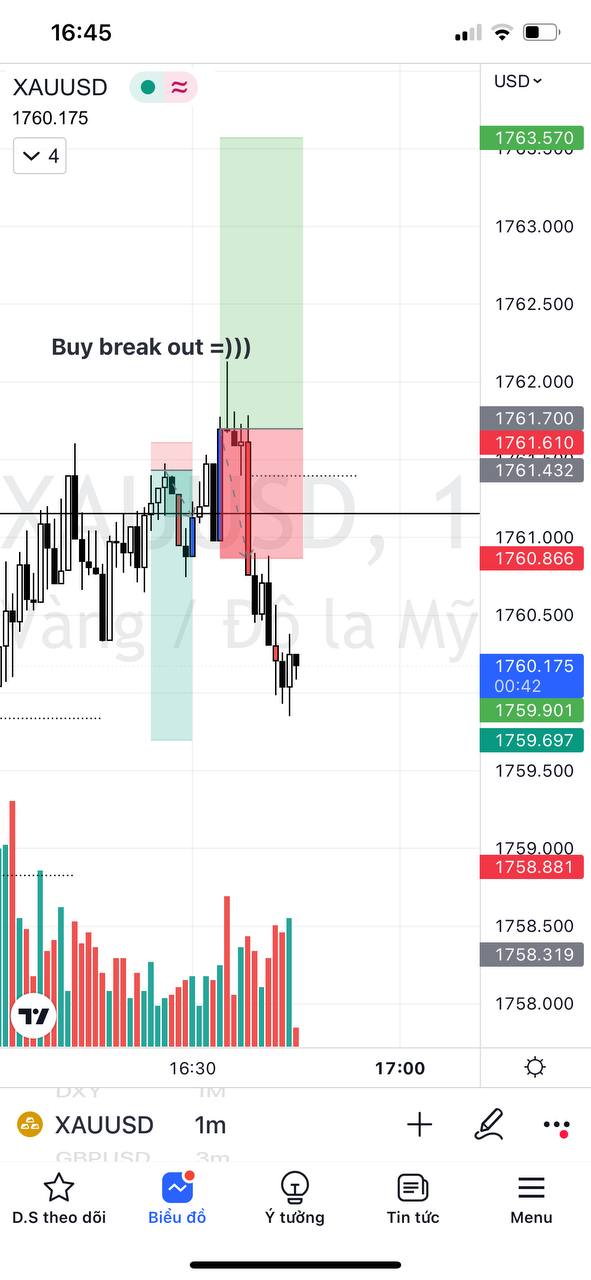 16:45
XAUUSD
≈
USD
1760.175
4
1763.570
1763.500
1763.000
1762.500
Buy break out =)))
1762.000
1761.700
1761.610
1761.432
XAUUSD, 1
1761.000
1760.866
Vàng / Đô la Mỹ
1760.500
1760.175
00:42
1759.901
1759.697
1759.500
1759.000
1758.881
1758.500
1758.319
1758.000
16:30
17:00
DXY 1M
XAUUSD 1m
GBPUSD 3m
D.S theo dõi
Biểu đồ
Ý tưởng
Tin tức
Menu